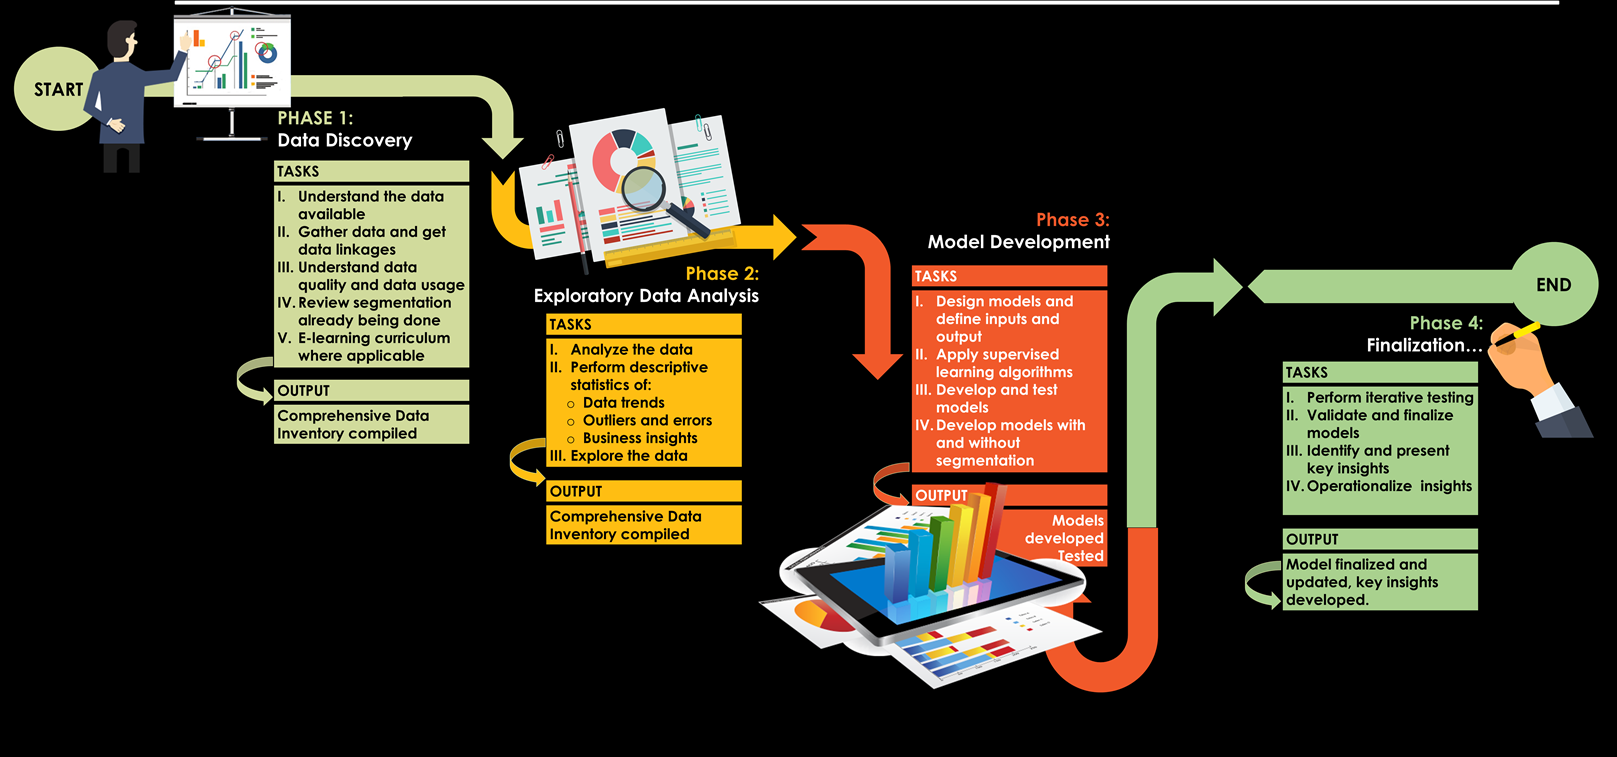 START
PHASE 1:
Data Discovery
TASKS
I. Understand the data
available
II. Gather data and get
data linkages
III. Understand data
quality and data usage
IV. Review segmentation
already being done
V. E-learning curriculum
where applicable
OUTPUT
Comprehensive Data
Inventory compiled
Phase 2:
Exploratory Data Analysis
TASKS
I. Analyze the data
II. Perform descriptive
statistics of:
o Data trends
o Outliers and errors
o Business insights
III. Explore the data
OUTPUT
Comprehensive Data
Inventory compiled
Phase 3:
Model Development
TASKS
I. Design models and
define inputs and
output
II. Apply supervised
learning algorithms
III. Develop and test
models
IV. Develop models with
and without
segmentation
OUTPUT
Models
developed
Tested
END
Phase 4:
Finalization...
TASKS
I. Perform iterative testing
II. Validate and finalize
models
III. Identify and present
key insights
IV. Operationalize insights
OUTPUT
Model finalized and
updated, key insights
developed.